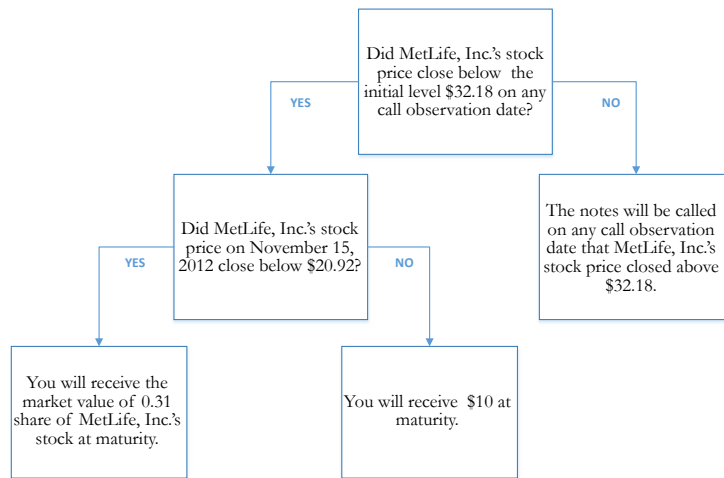 Did MetLife, Inc.'s stock
price close below the
initial level $32.18 on any
call observation date?
YES
NO
Did MetLife, Inc.'s stock
price on November 15,
2012 close below $20.92?
The notes will be called
on any call observation
date that MetLife, Inc.'s
stock price closed above
$32.18.
YES
NO
You will receive the
market value of 0.31
share of MetLife, Inc.'s
stock at maturity.
You will receive $10 at
maturity.